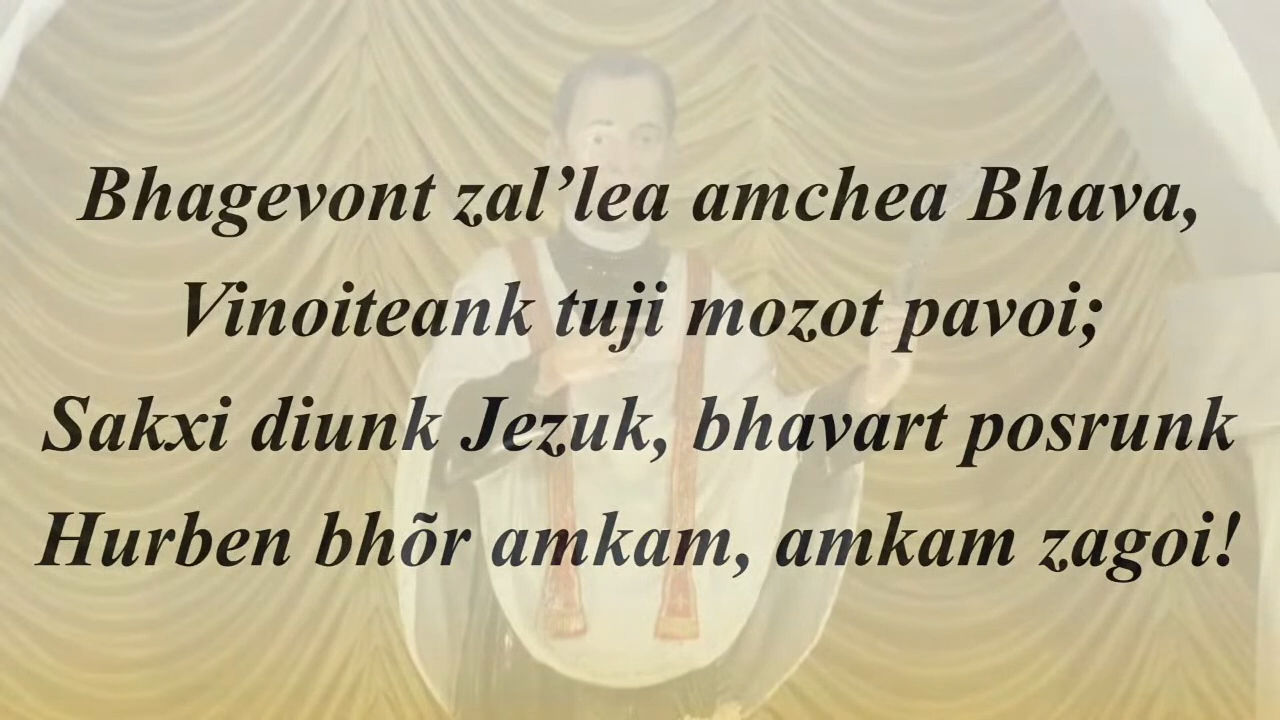 Bhagevont zal’lea amchea Bhava,
Vinoiteank tuji mozot pavoi;
Sakxi diunk Jezuk, bhavart posrunk
Hurben bhõr amkam, amkam zagoi!